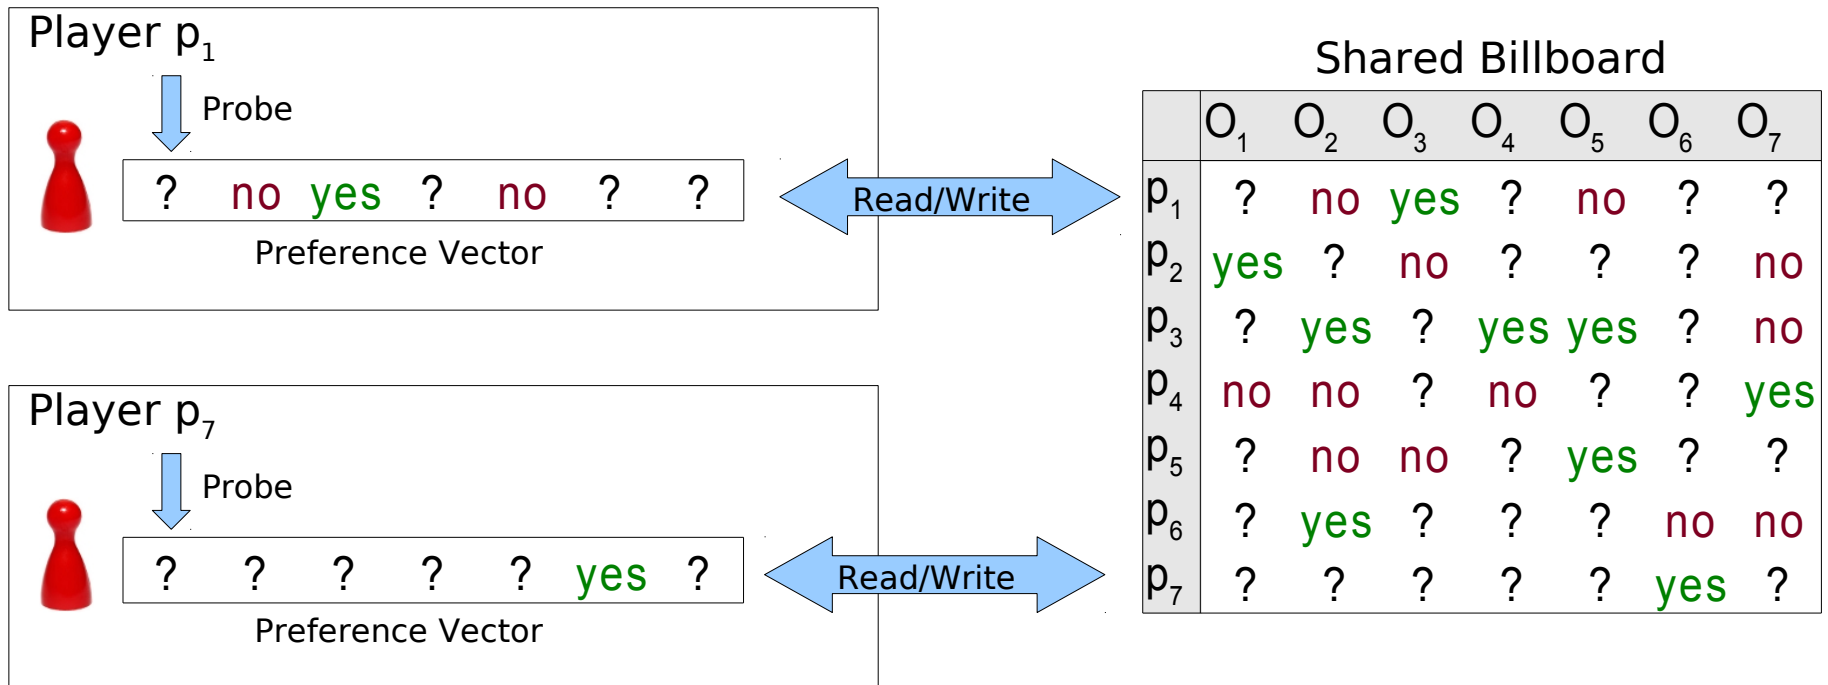 Player p₁
Probe
? no yes ? no ? ?
Preference Vector
Read/Write
Player p₇
Probe
? ? ? ? ? yes ?
Preference Vector
Read/Write
Shared Billboard
O₁ O₂ O₃ O₄ O₅ O₆ O₇
p₁ ? no yes ? no ? ?
p₂ yes ? no ? ? ? no
p₃ ? yes ? yes yes ? no
p₄ no no ? no ? ? yes
p₅ ? no no ? yes ? ?
p₆ ? yes ? ? ? no no
p₇ ? ? ? ? ? yes ?